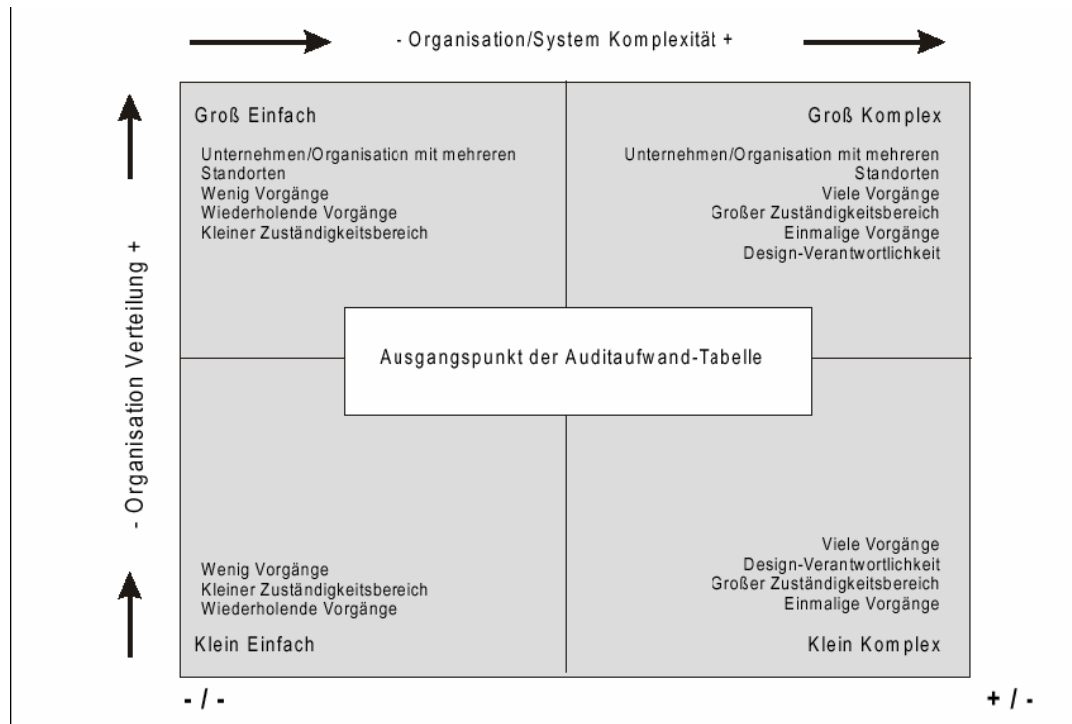 - Organisation/System Komplexität +
Groß Einfach
Unternehmen/Organisation mit mehreren
Standorten
Wenig Vorgänge
Wiederholende Vorgänge
Kleiner Zuständigkeitsbereich
Groß Komplex
Unternehmen/Organisation mit mehreren
Standorten
Viele Vorgänge
Großer Zuständigkeitsbereich
Einmalige Vorgänge
Design-Verantwortlichkeit
- Organisation Verteilung +
Ausgangspunkt der Auditaufwand-Tabelle
Wenig Vorgänge
Kleiner Zuständigkeitsbereich
Wiederholende Vorgänge
Klein Einfach
Viele Vorgänge
Design-Verantwortlichkeit
Großer Zuständigkeitsbereich
Einmalige Vorgänge
Klein Komplex
- / -
+ / -